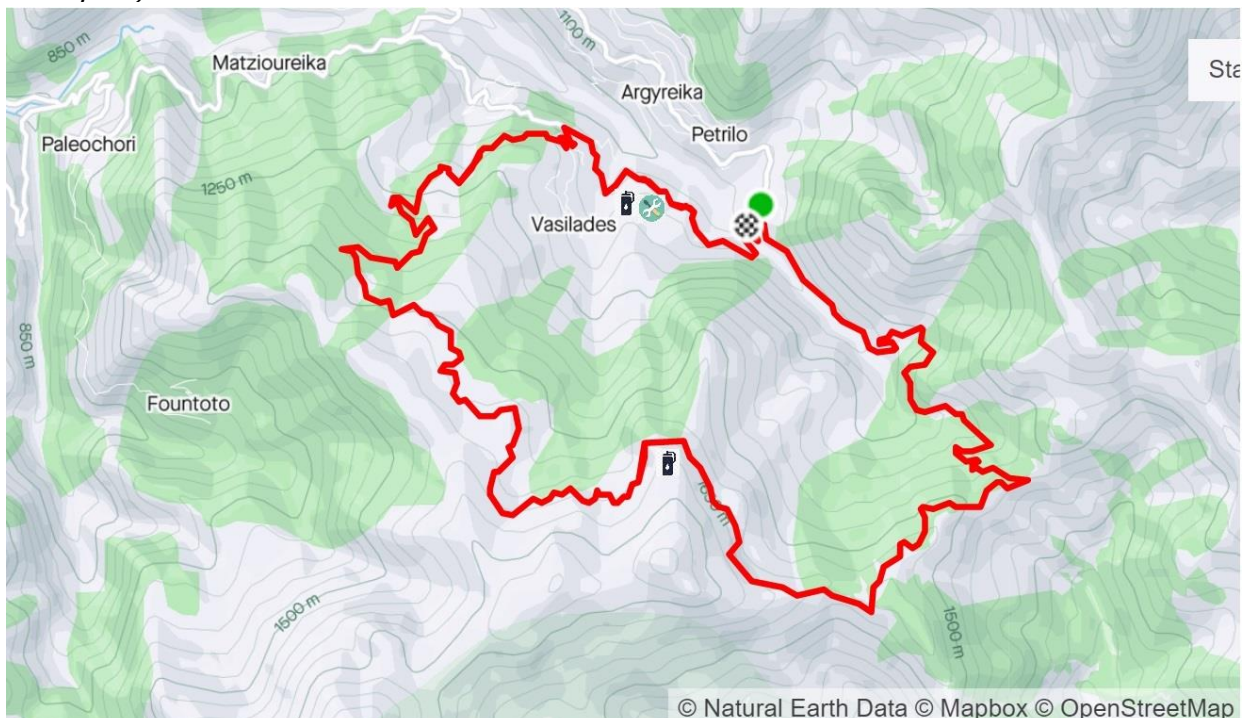 850 m
1100 m
Matzioureika
Sta
Argyreika
Petrilo
Paleochori
1250 m
Vasilades
850 m
Fountoto
1500 m
1500 m
© Natural Earth Data © Mapbox © OpenStreetMap